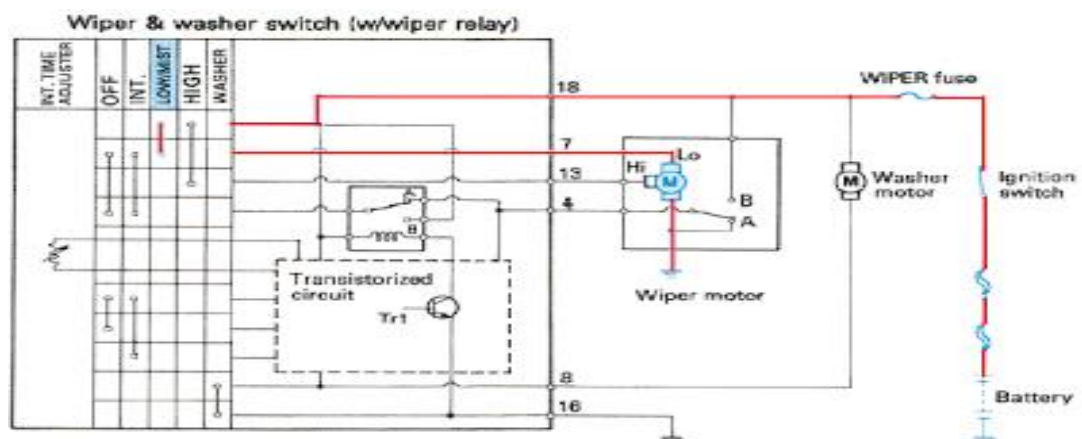 Wiper & washer switch (w/wiper relay)
INT. TIME
ADJUSTER
OFF
INT.
LOW/MIST
HIGH
WASHER
18
WIPER fuse
7
Lo
Hi
13
M
M
Washer
motor
Ignition
switch
4
A
B
B
A
Transistorized
circuit
Tr1
Wiper motor
8
Battery
16